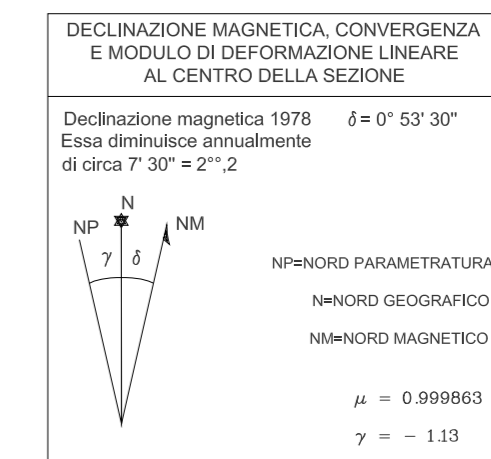 DECLINAZIONE MAGNETICA, CONVERGENZA
E MODULO DI DEFORMAZIONE LINEARE
AL CENTRO DELLA SEZIONE
Declinazione magnetica 1978 δ = 0° 53' 30"
Essa diminuisce annualmente
di circa 7' 30" = 2°°,2
N
NP NM
γ δ
NP=NORD PARAMETRATURA
N=NORD GEOGRAFICO
NM=NORD MAGNETICO
μ = 0.999863
γ = - 1.13